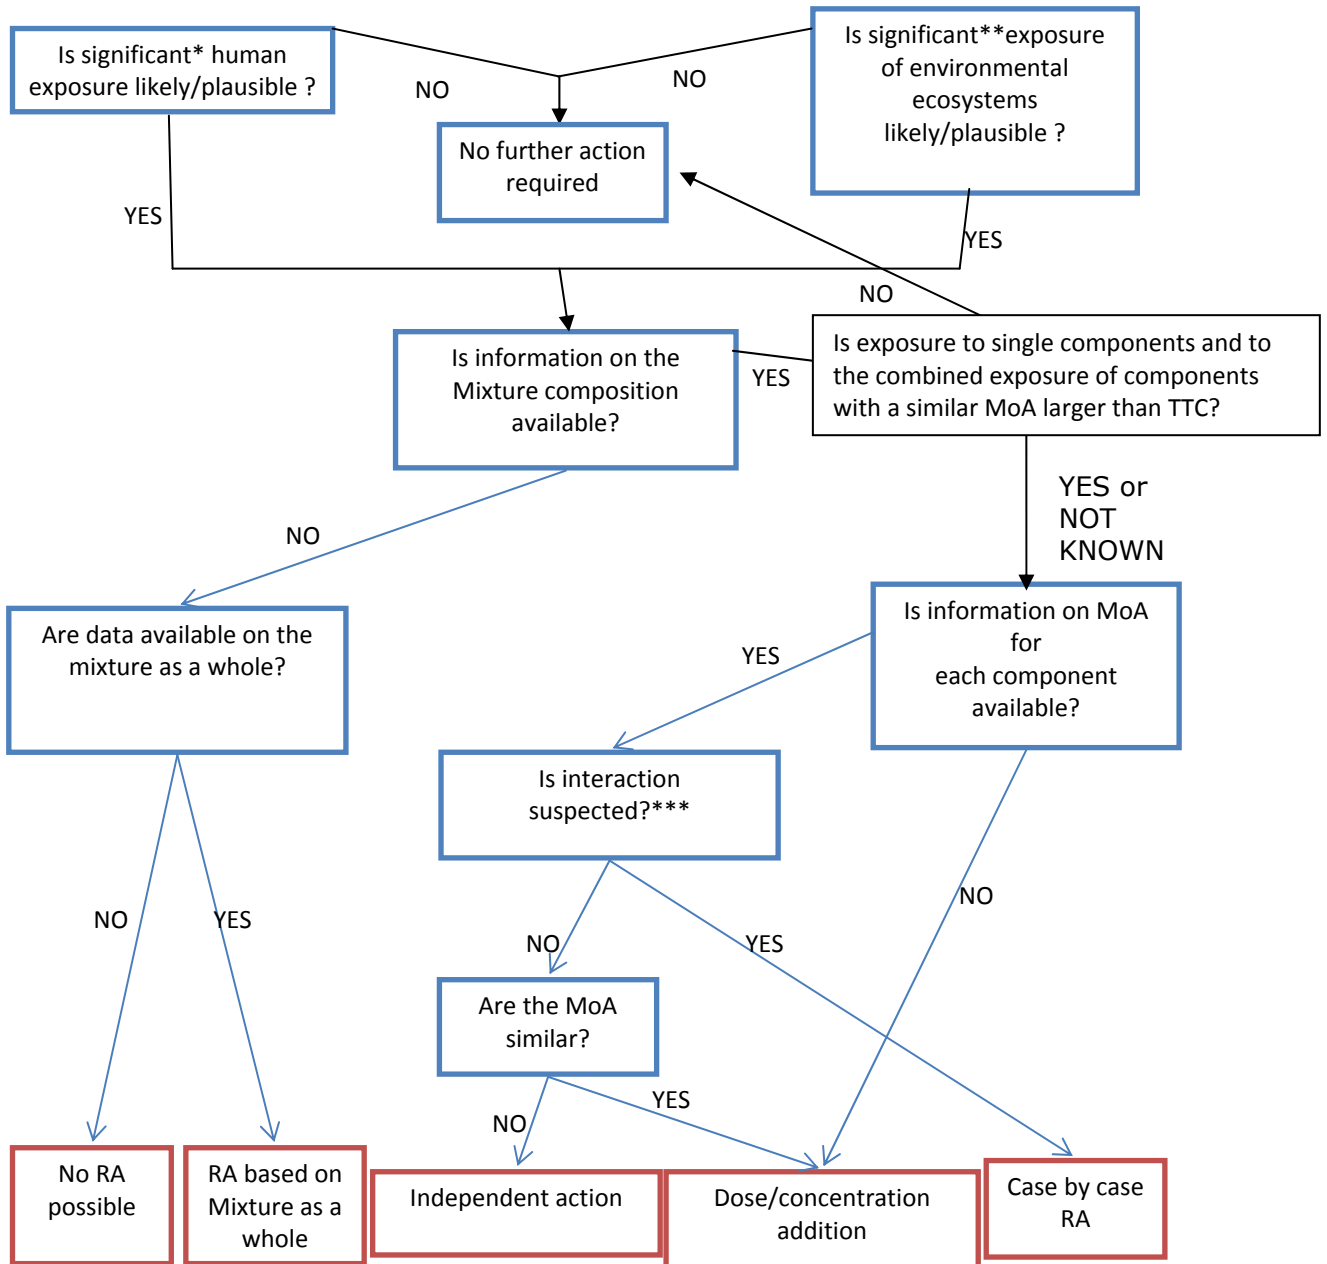 Is significant* human
exposure likely/plausible ?
Is significant**exposure
of environmental
ecosystems
likely/plausible ?
NO
NO
No further action
required
YES
YES
NO
Is information on the
Mixture composition
available?
YES
Is exposure to single components and to
the combined exposure of components
with a similar MoA larger than TTC?
YES or
NOT
KNOWN
NO
Are data available on the
mixture as a whole?
Is information on MoA
for
each component
available?
YES
Is interaction
suspected?***
NO
NO
YES
NO
YES
Are the MoA
similar?
YES
NO
No RA
possible
RA based on
Mixture as a
whole
Independent action
Dose/concentration
addition
Case by case
RA